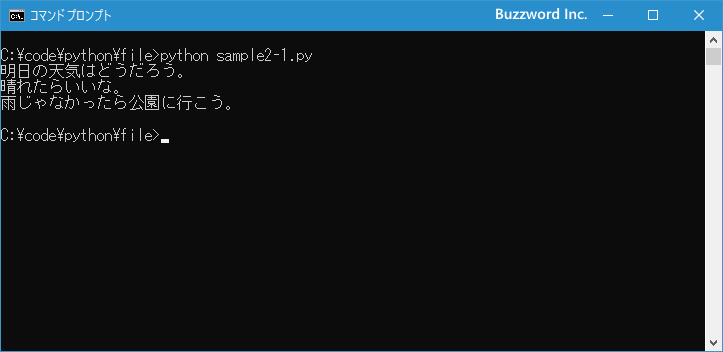 コマンドプロンプト
Buzzword Inc.
C:¥code¥python¥file>python sample2-1.py
明日の天気はどうだろう。
晴れたらいいな。
雨じゃなかったら公園に行こう。
C:¥code¥python¥file>